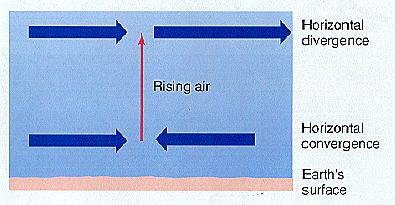 Horizontal
divergence
Rising air
Horizontal
convergence
Earth's
surface